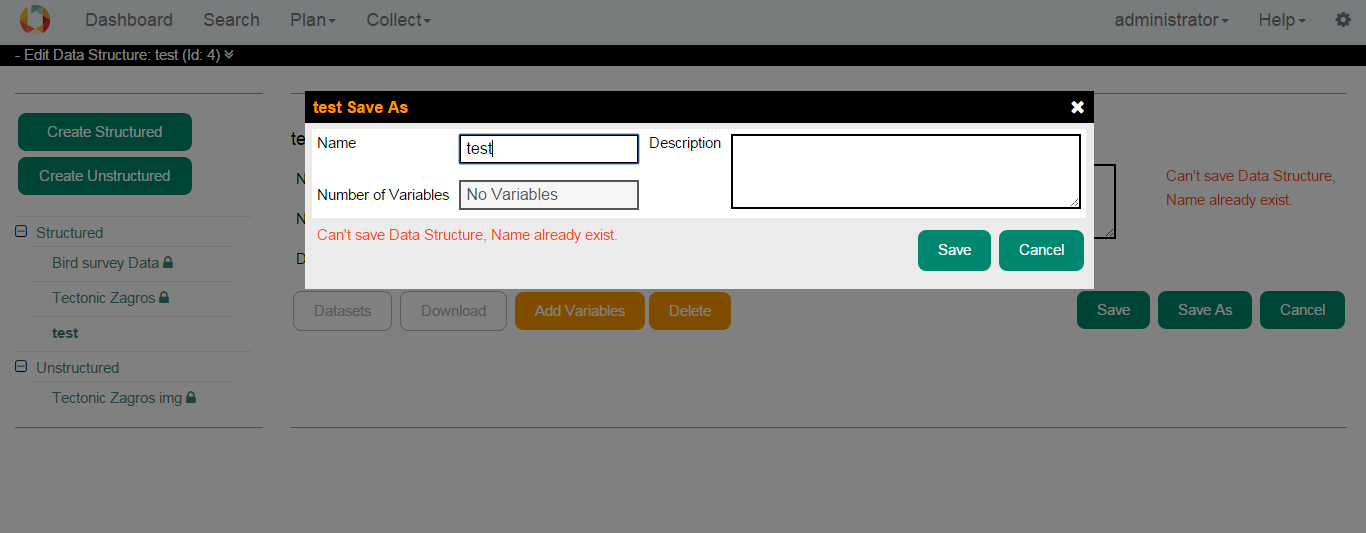 Dashboard Search Plan Collect administrator Help
- Edit Data Structure: test (Id: 4)
Create Structured
Create Unstructured
Structured
Bird survey Data
Tectonic Zagros
test
Unstructured
Tectonic Zagros img
te
N
N
D
test Save As
Name test Description
Number of Variables No Variables
Can't save Data Structure, Name already exist.
Save Cancel
Can't save Data Structure,
Name already exist.
Datasets Download Add Variables Delete Save Save As Cancel